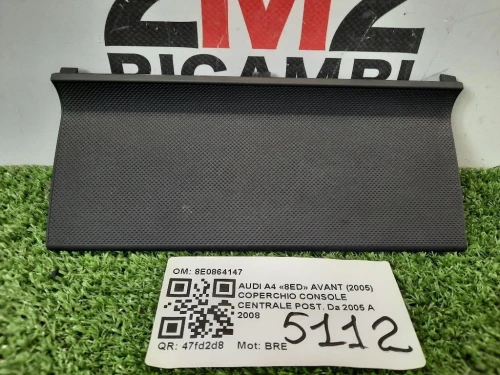 2M2
RICAMBI
OM: 8E0864147
AUDI A4 «8ED» AVANT (2005)
COPERCHIO CONSOLE
CENTRALE POST. Da 2005 A
2008
5112
QR: 47fd2d8 Mot: BRE